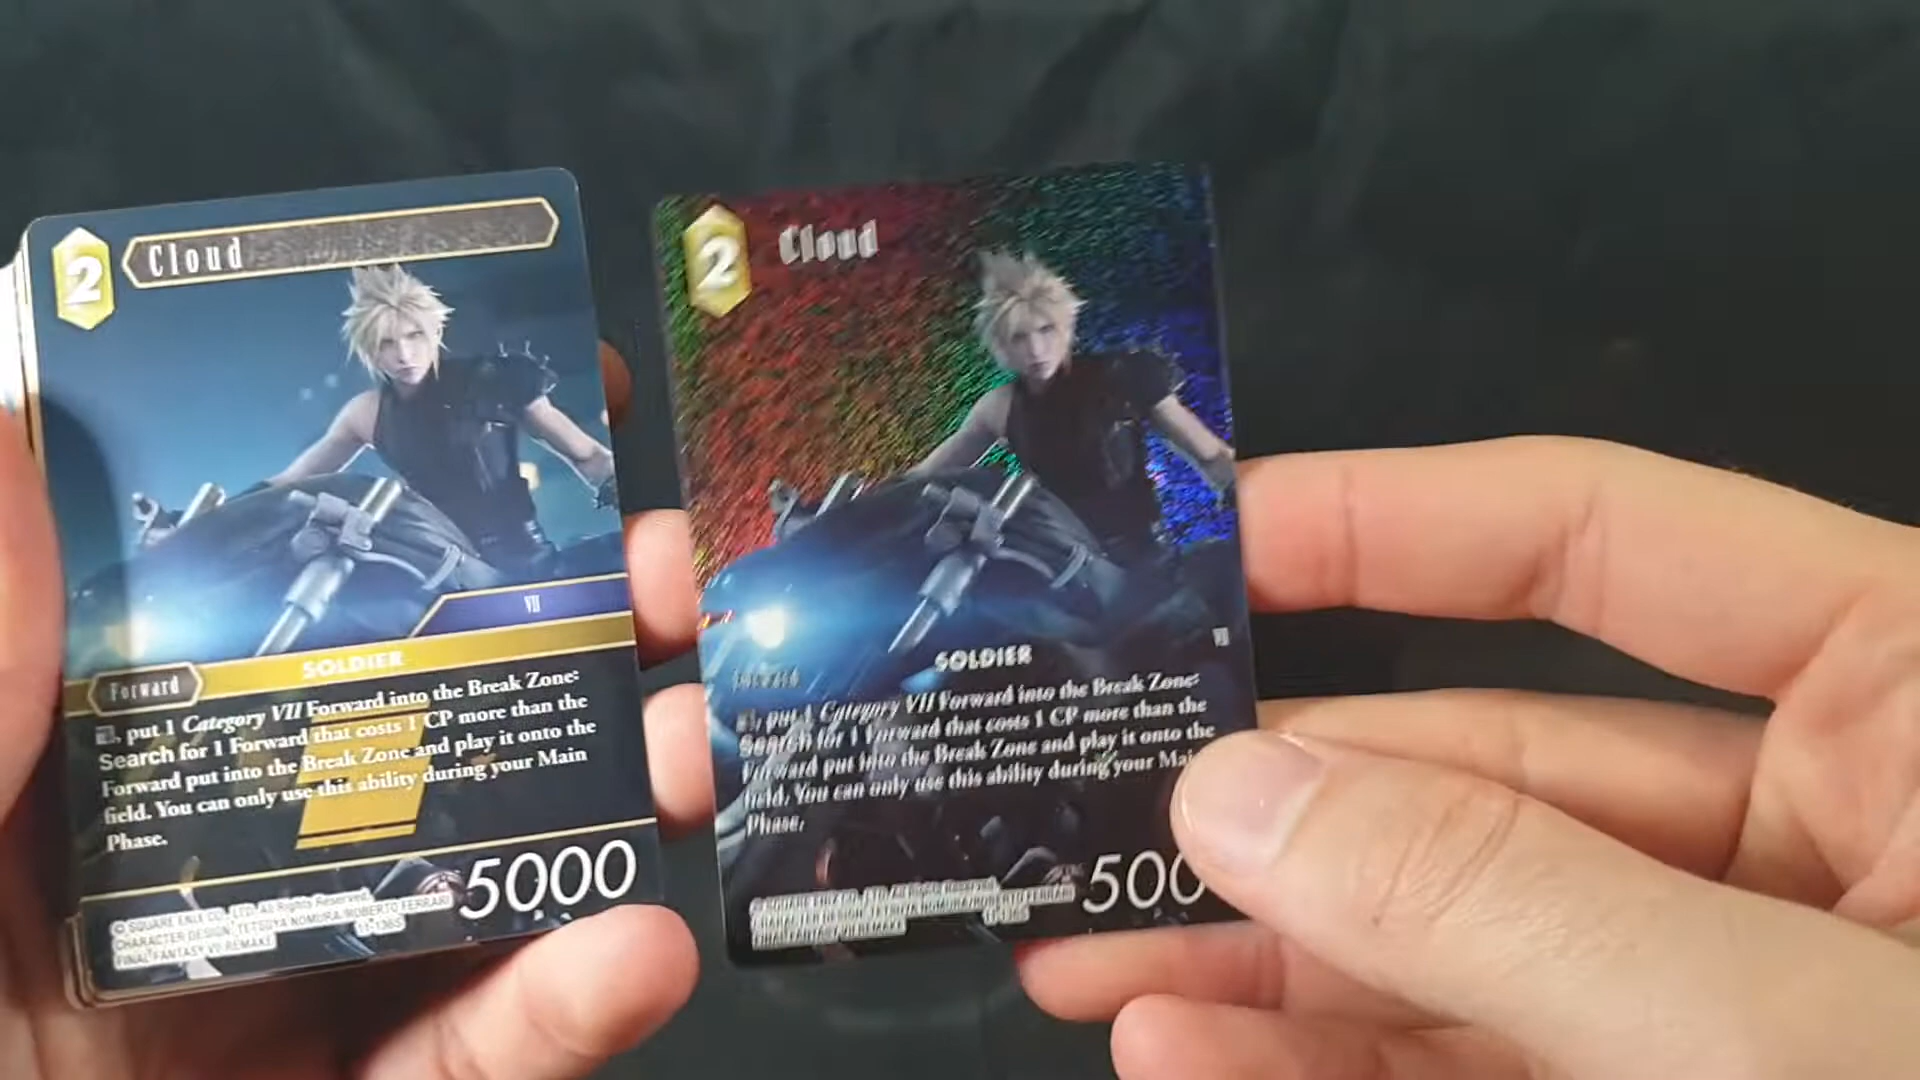 2
Cloud
VII
SOLDIER
Forward
, put 1 Category VII Forward into the Break Zone:
Search for 1 Forward that costs 1 CP more than the
Forward put into the Break Zone and play it onto the
field. You can only use this ability during your Main
Phase.
5000
© SQUARE ENIX CO., LTD. All Rights Reserved.
CHARACTER DESIGN: TETSUYA NOMURA/ROBERTO FERRARI
FINAL FANTASY VII REMAKE
11-136S
2
Cloud
VII
SOLDIER
Forward
, put 1 Category VII Forward into the Break Zone:
Search for 1 Forward that costs 1 CP more than the
Forward put into the Break Zone and play it onto the
field. You can only use this ability during your Mai
Phase.
500